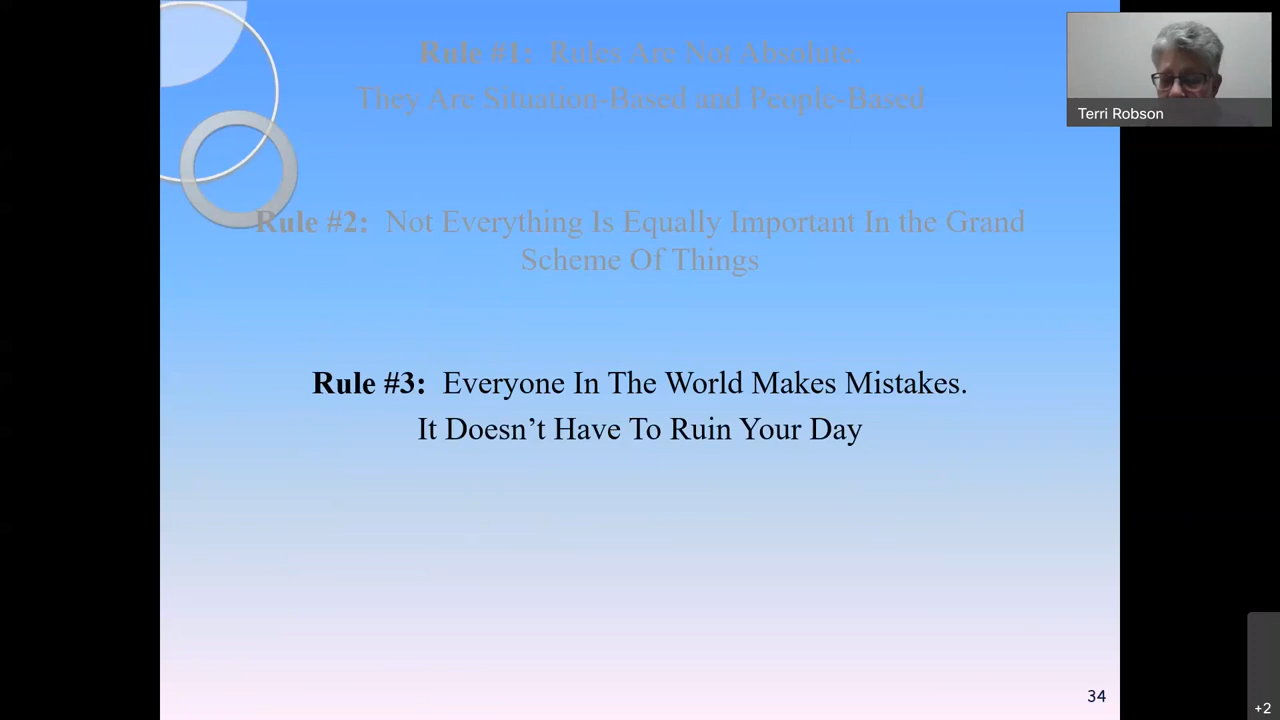 Rule #1: Rules Are Not Absolute.
They Are Situation-Based and People-Based
Terri Robson
Rule #2: Not Everything Is Equally Important In the Grand
Scheme Of Things
Rule #3: Everyone In The World Makes Mistakes.
It Doesn’t Have To Ruin Your Day
34
+2